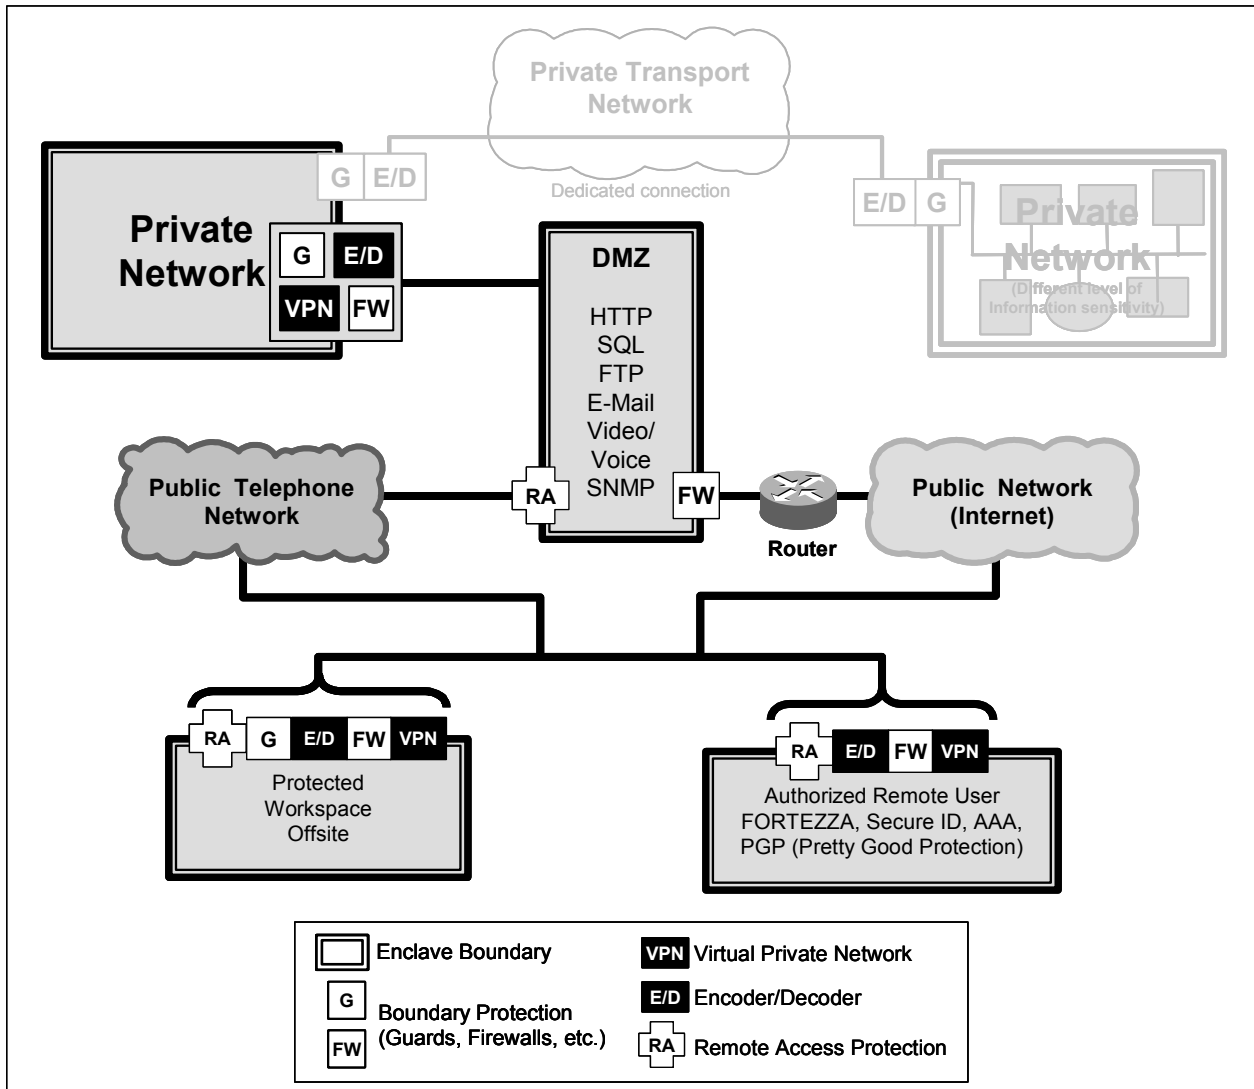 Private Transport
Network
Dedicated connection
G E/D
E/D G
Private
Network
G E/D
VPN FW
Private
Network
(Different level of
Information sensitivity)
DMZ
HTTP
SQL
FTP
E-Mail
Video/
Voice
SNMP
RA
FW
Public Telephone
Network
Router
Public Network
(Internet)
RA G E/D FW VPN
Protected
Workspace
Offsite
RA E/D FW VPN
Authorized Remote User
FORTEZZA, Secure ID, AAA,
PGP (Pretty Good Protection)
Enclave Boundary
G
FW
Boundary Protection
(Guards, Firewalls, etc.)
VPN Virtual Private Network
E/D Encoder/Decoder
RA Remote Access Protection